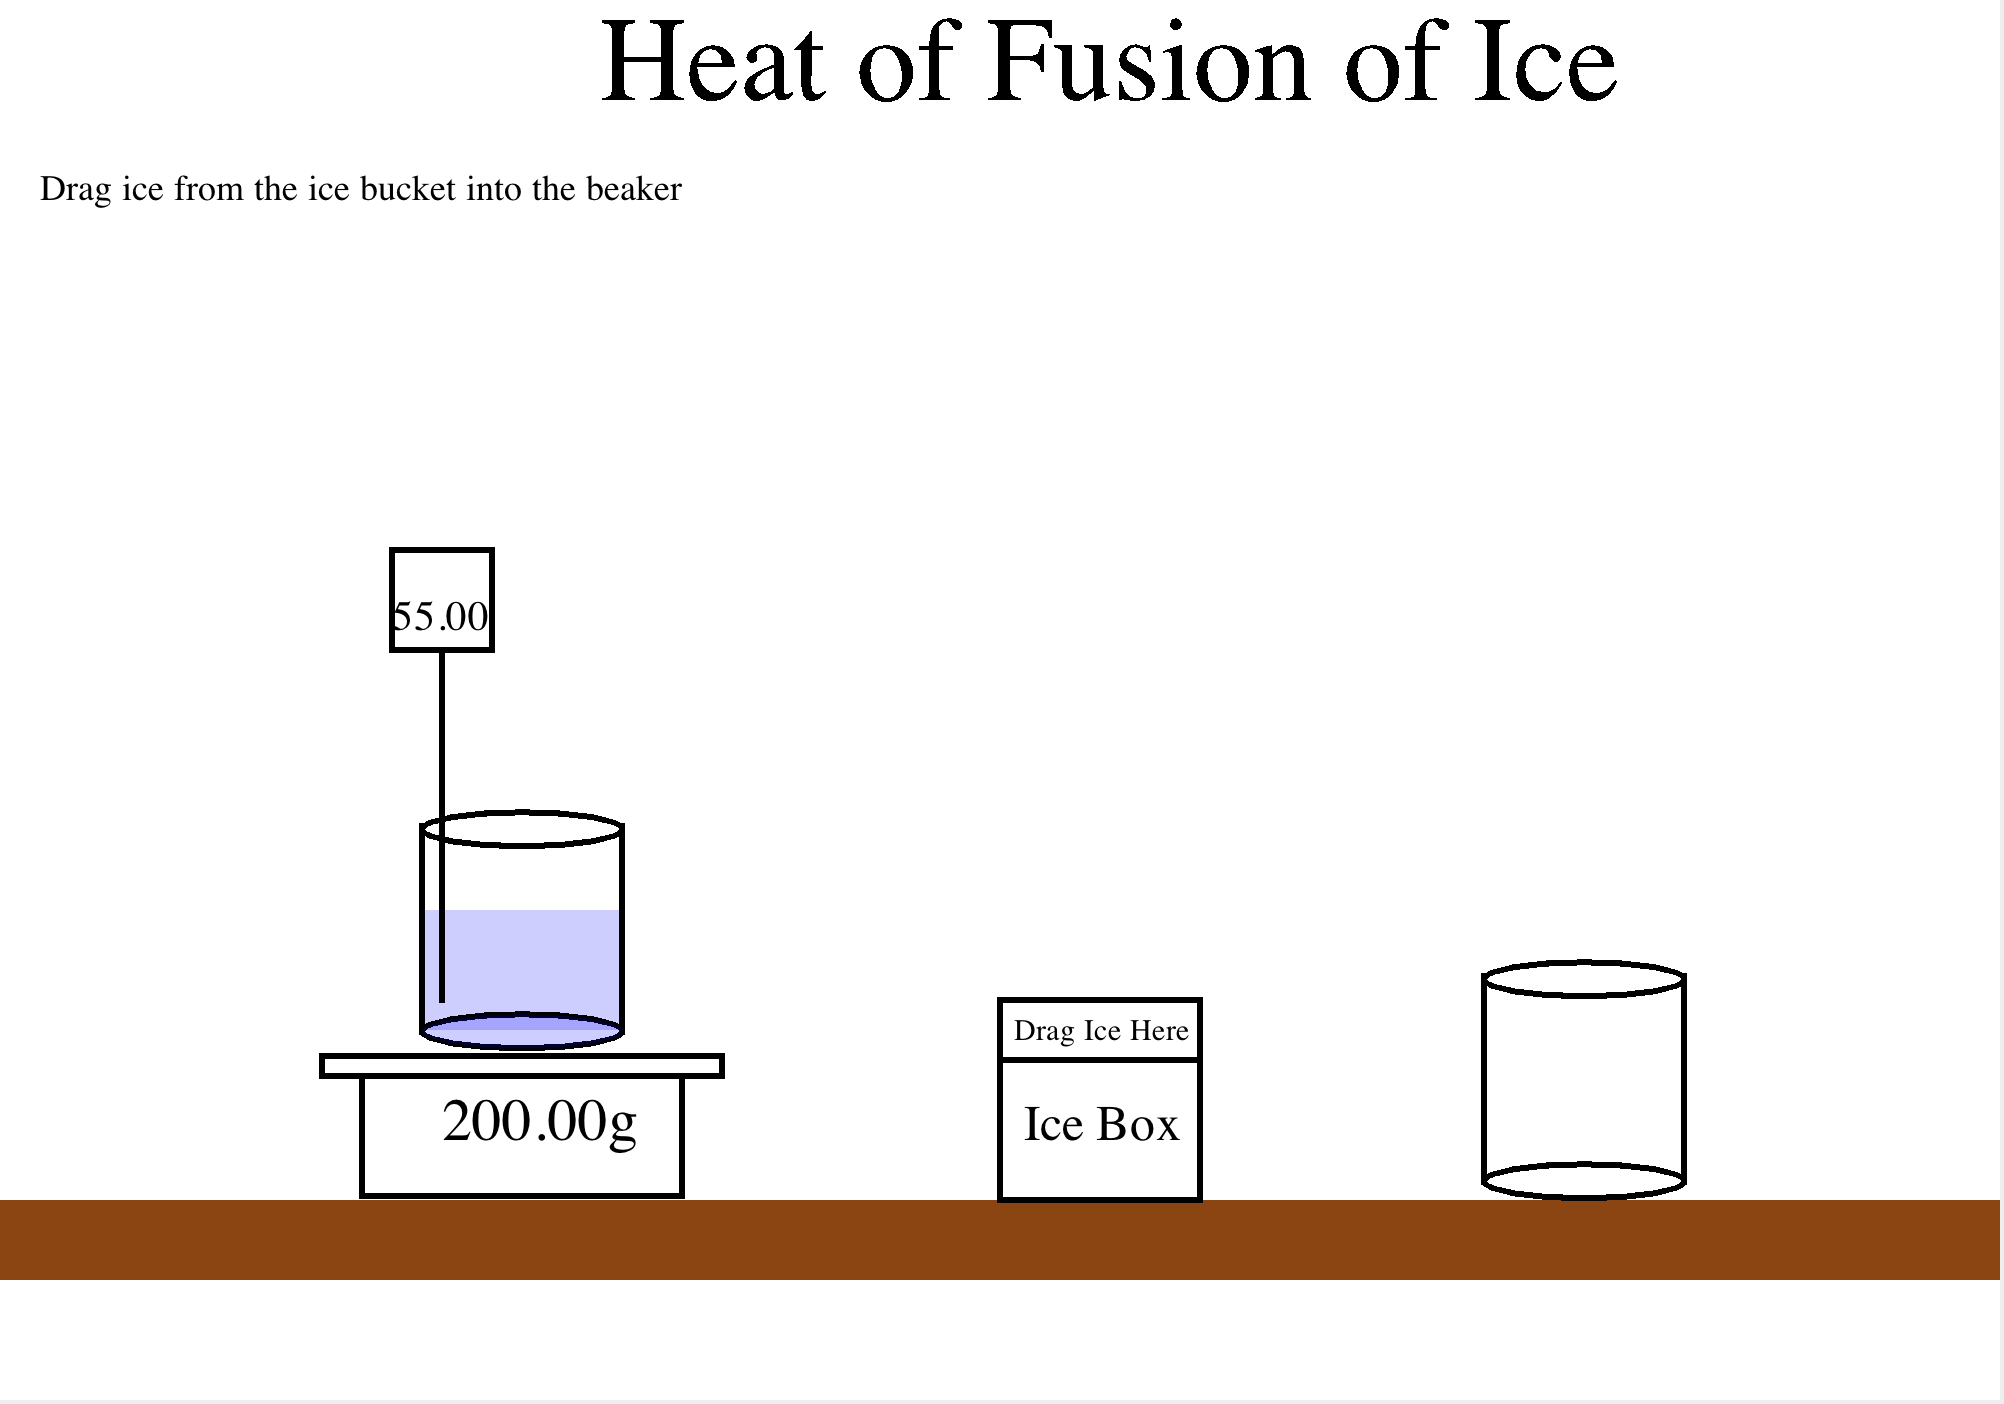 Heat of Fusion of Ice
Drag ice from the ice bucket into the beaker
55.00
Drag Ice Here
200.00g
Ice Box